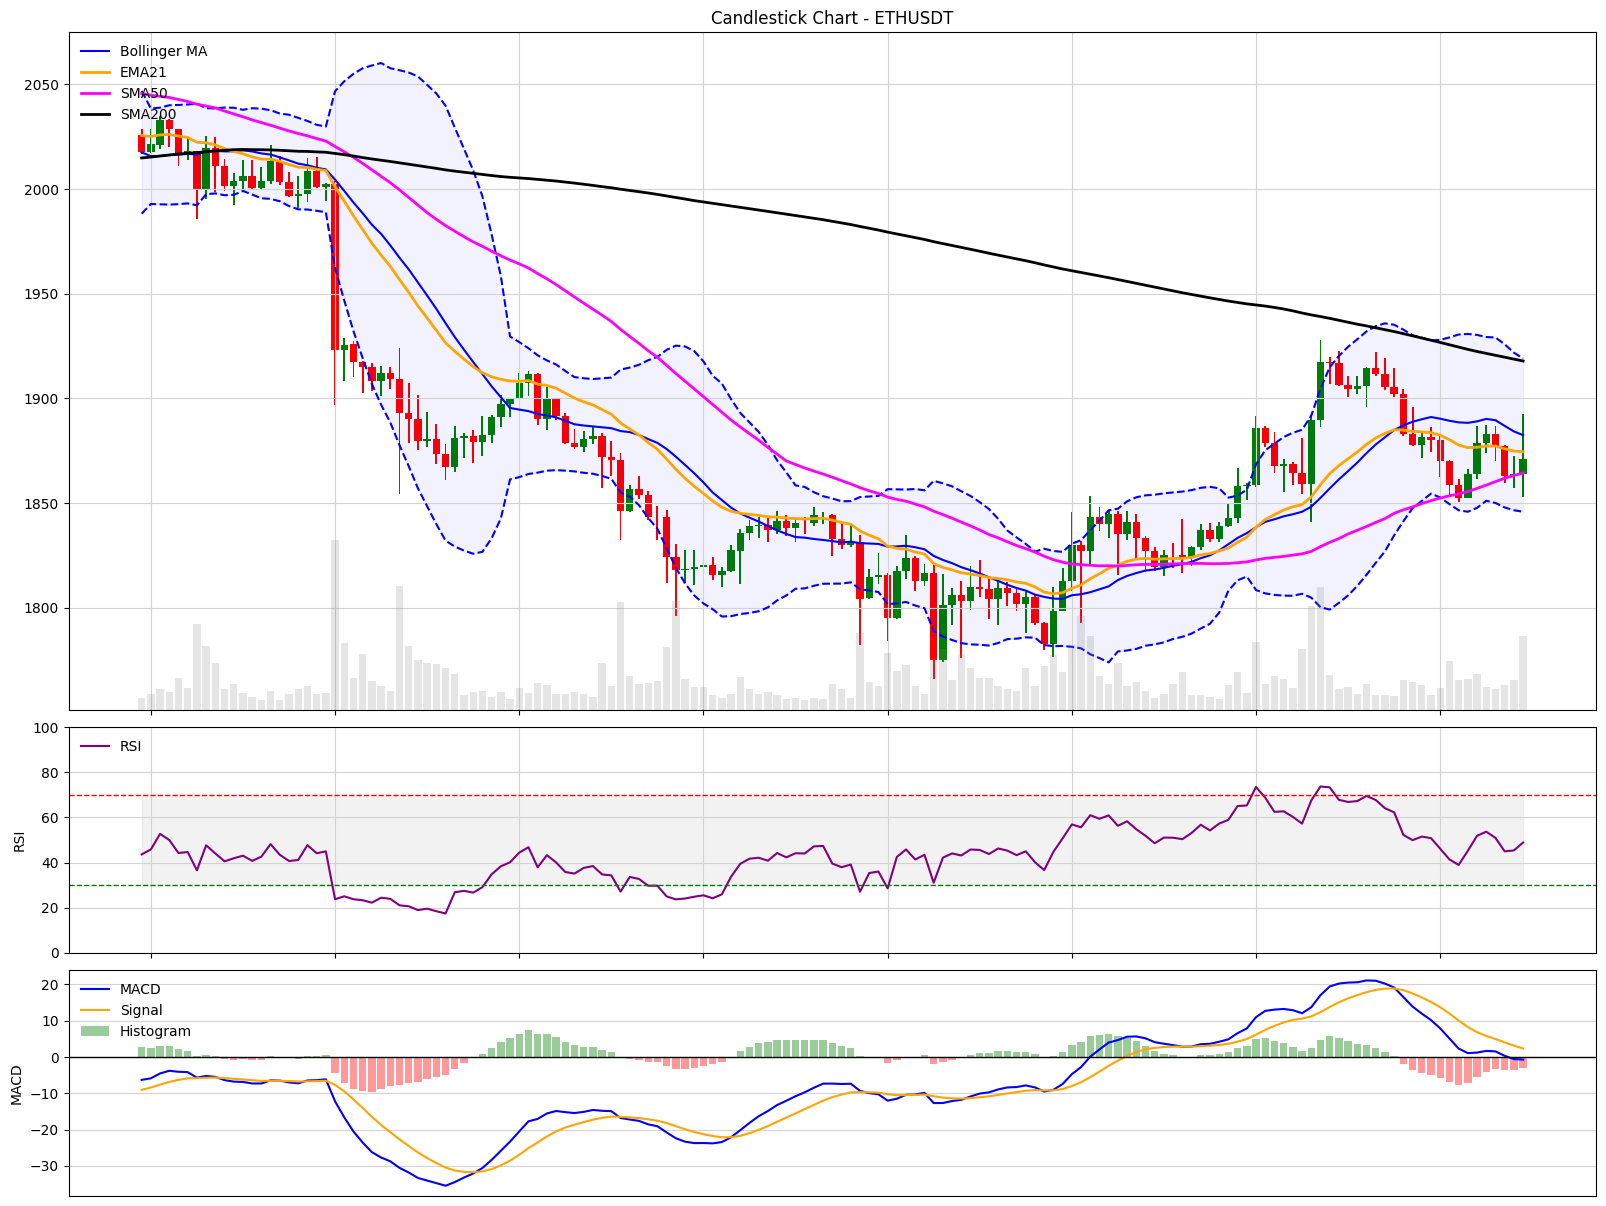 Candlestick Chart - ETHUSDT
Bollinger MA
EMA21
SMA50
SMA200
2050
2000
1950
1900
1850
1800
RSI
100
80
60
40
20
0
RSI
MACD
Signal
Histogram
20
10
0
−10
−20
−30
MACD